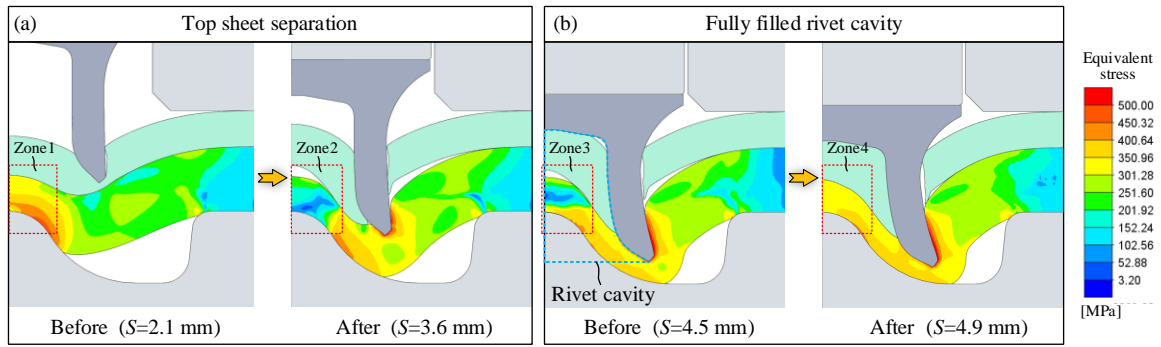 (a) Top sheet separation
(b) Fully filled rivet cavity
Zone1
Zone2
Zone3
Zone4
Rivet cavity
Before (S=2.1 mm)
After (S=3.6 mm)
Before (S=4.5 mm)
After (S=4.9 mm)
Equivalent
stress
500.00
450.32
400.64
350.96
301.28
251.60
201.92
152.24
102.56
52.88
3.20
[MPa]